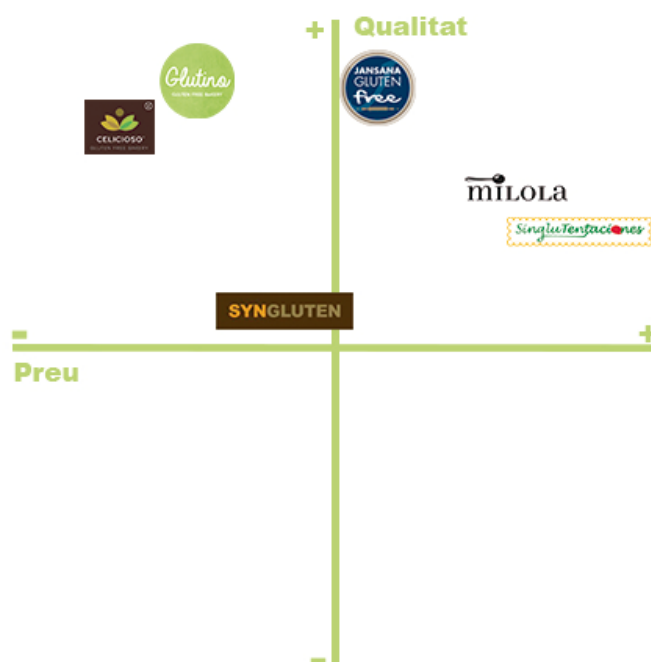 + Qualitat
Glutino
GLUTEN FREE BAKERY
JANSANA
GLUTEN
free
CELICIOSO
GLUTEN FREE BAKERY
miLOLa
SingluTentaciones
SYNGLUTEN
- +
Preu
-